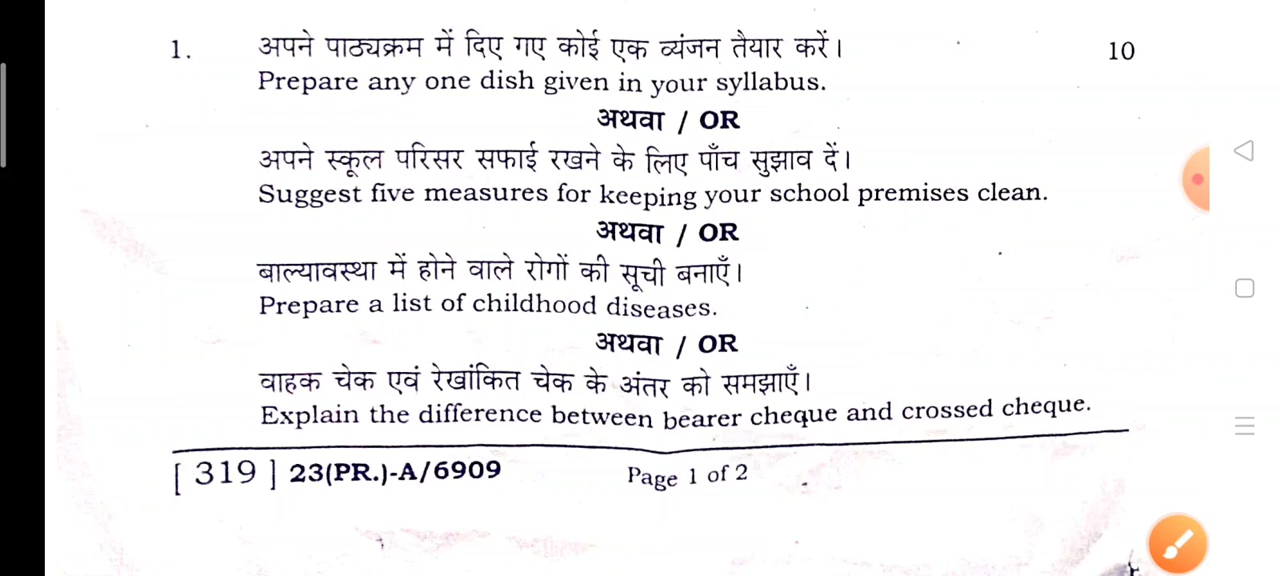 1. अपने पाठ्यक्रम में दिए गए कोई एक व्यंजन तैयार करें। 10
Prepare any one dish given in your syllabus.
अथवा / OR
अपने स्कूल परिसर सफाई रखने के लिए पाँच सुझाव दें।
Suggest five measures for keeping your school premises clean.
अथवा / OR
बाल्यावस्था में होने वाले रोगों की सूची बनाएँ।
Prepare a list of childhood diseases.
अथवा / OR
वाहक चेक एवं रेखांकित चेक के अंतर को समझाएँ।
Explain the difference between bearer cheque and crossed cheque.
[ 319 ] 23(PR.)-A/6909 Page 1 of 2